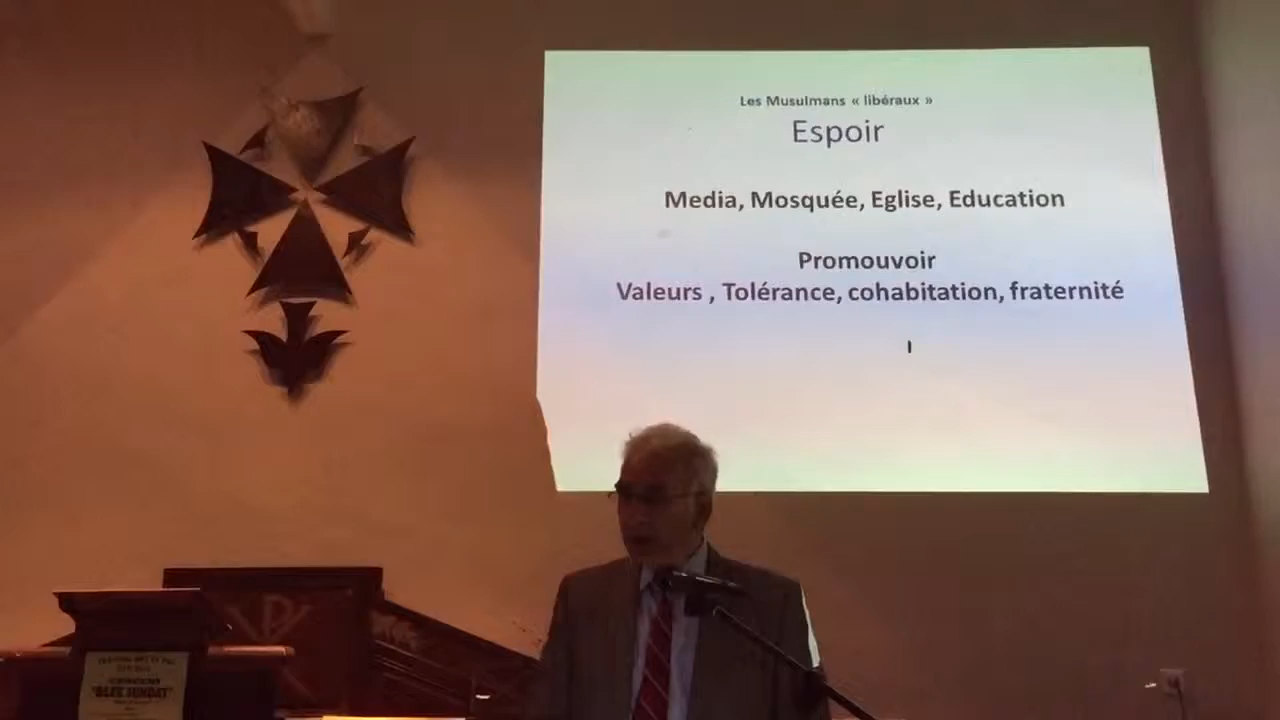 Les Musulmans « libéraux »
Espoir
Media, Mosquée, Eglise, Education
Promouvoir
Valeurs , Tolérance, cohabitation, fraternité